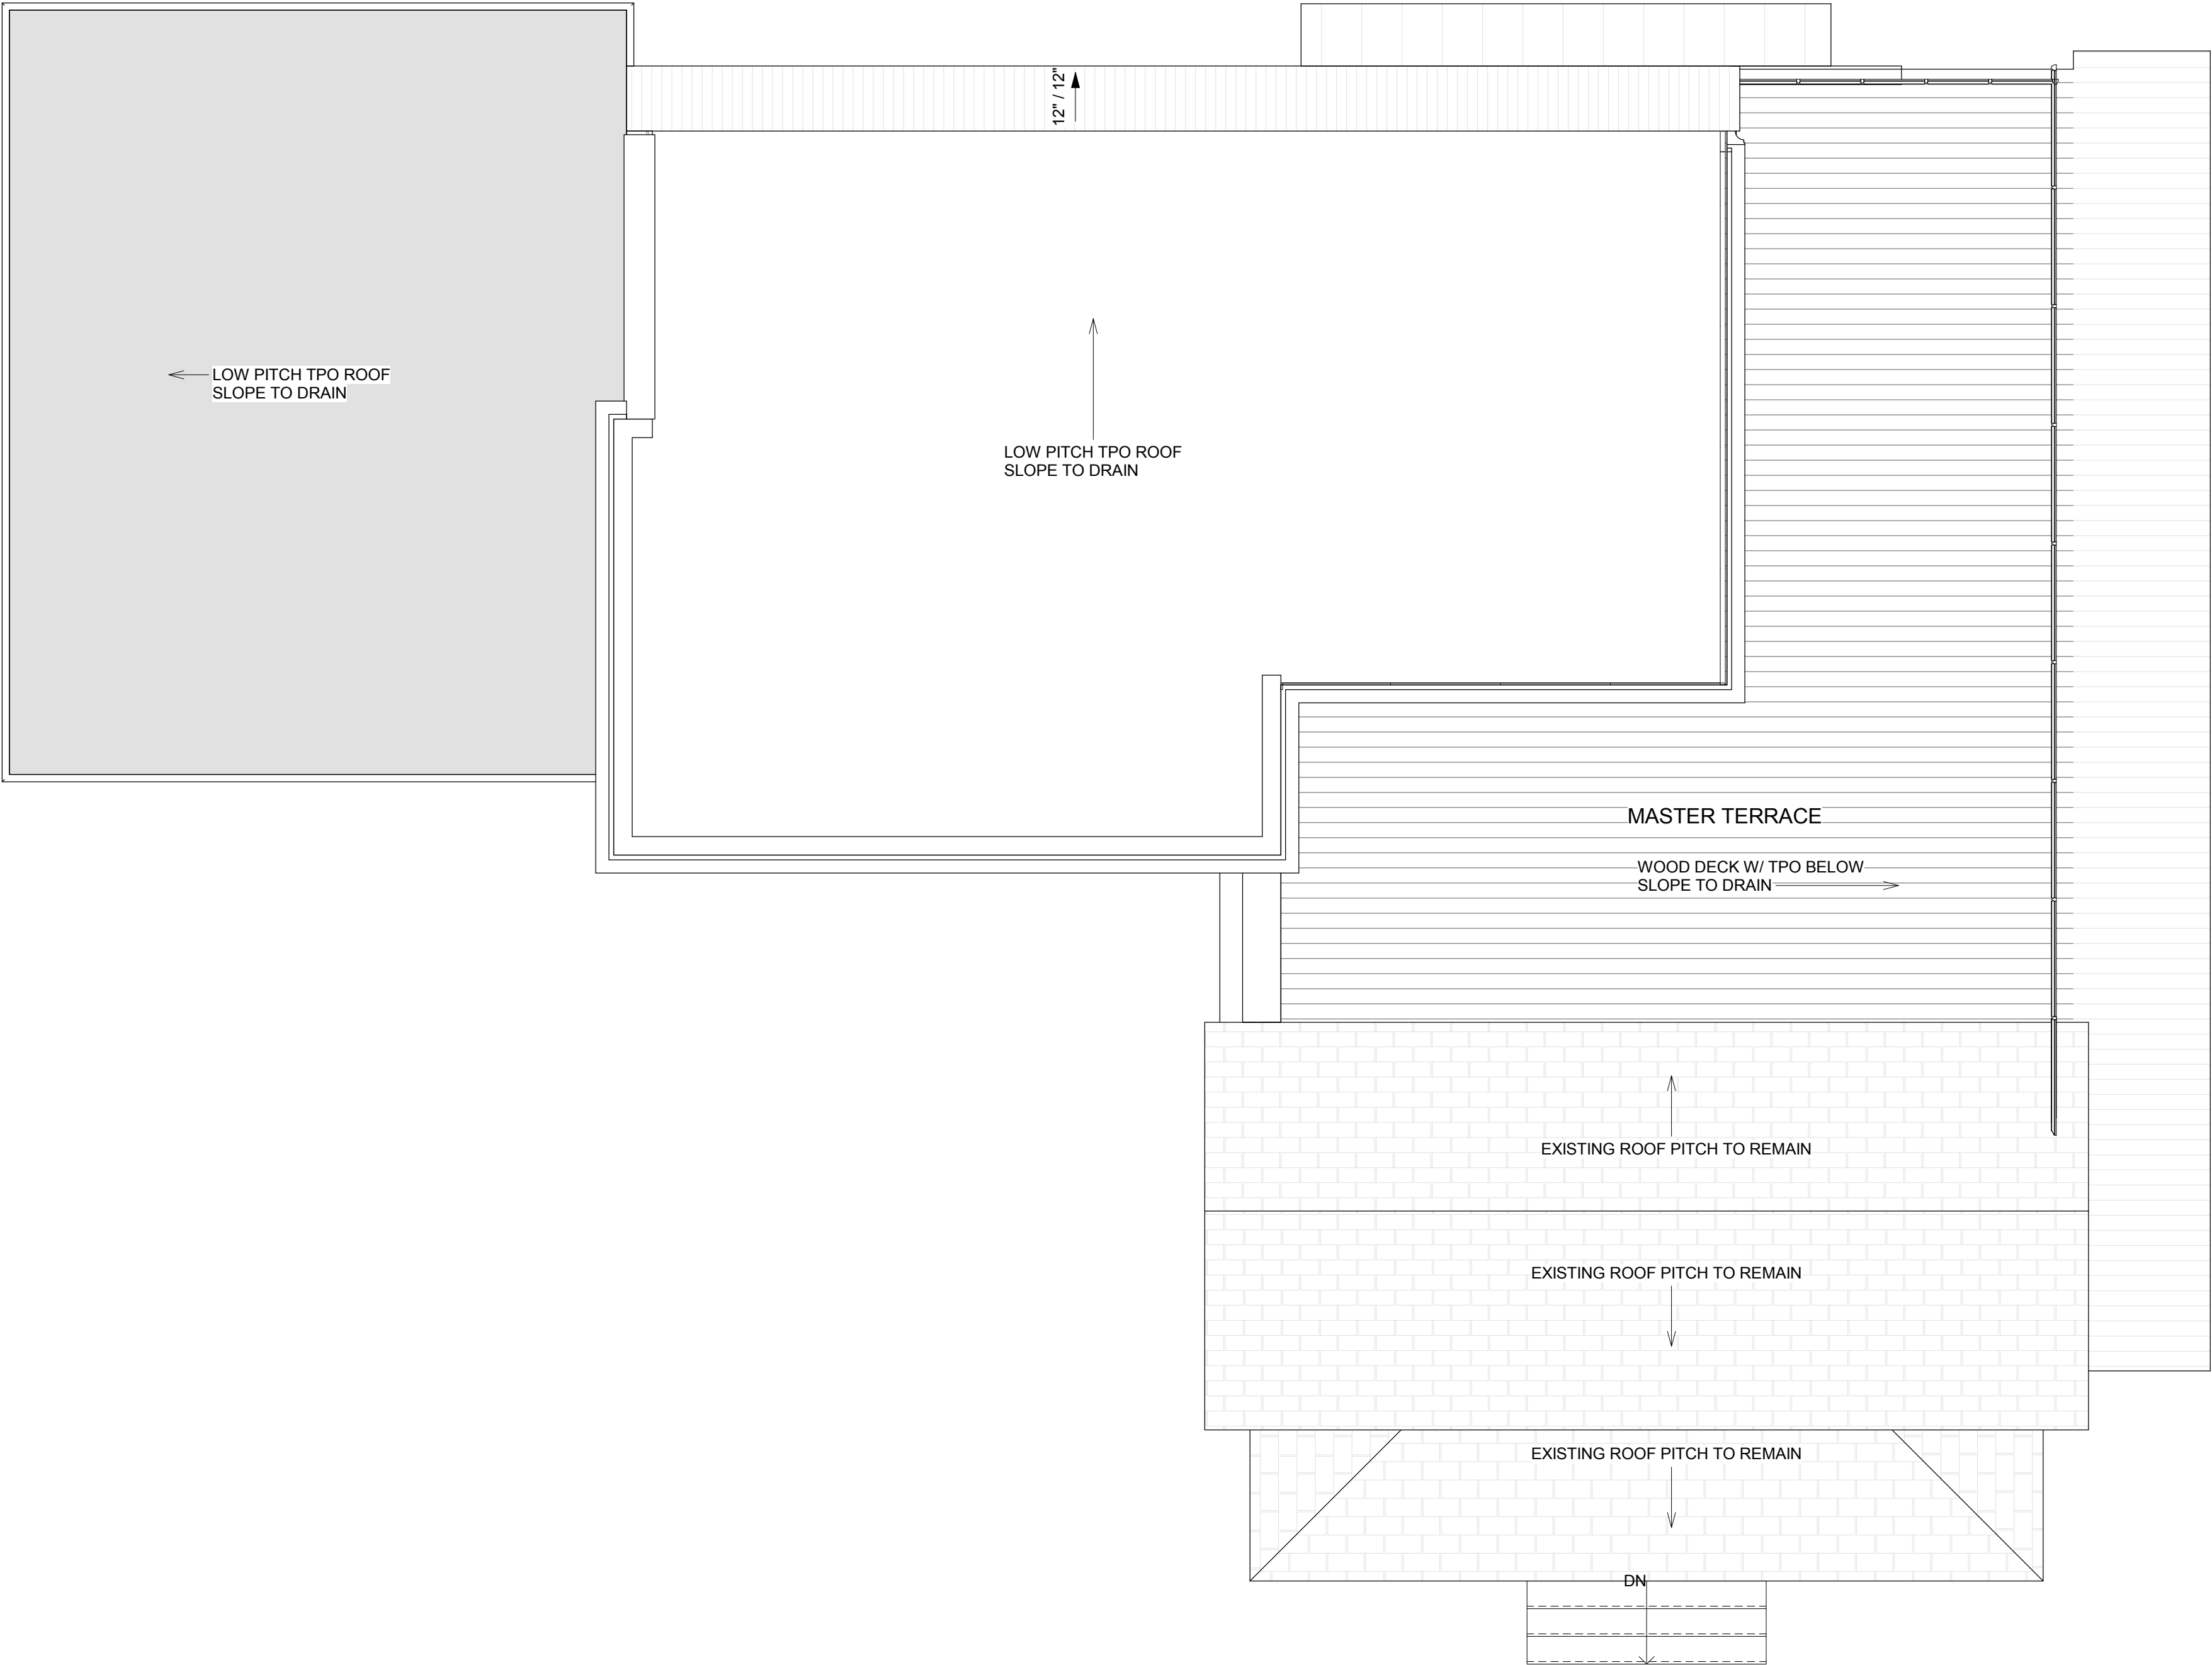 12" / 12"
LOW PITCH TPO ROOF
SLOPE TO DRAIN
LOW PITCH TPO ROOF
SLOPE TO DRAIN
MASTER TERRACE
WOOD DECK W/ TPO BELOW
SLOPE TO DRAIN
EXISTING ROOF PITCH TO REMAIN
EXISTING ROOF PITCH TO REMAIN
EXISTING ROOF PITCH TO REMAIN
DN